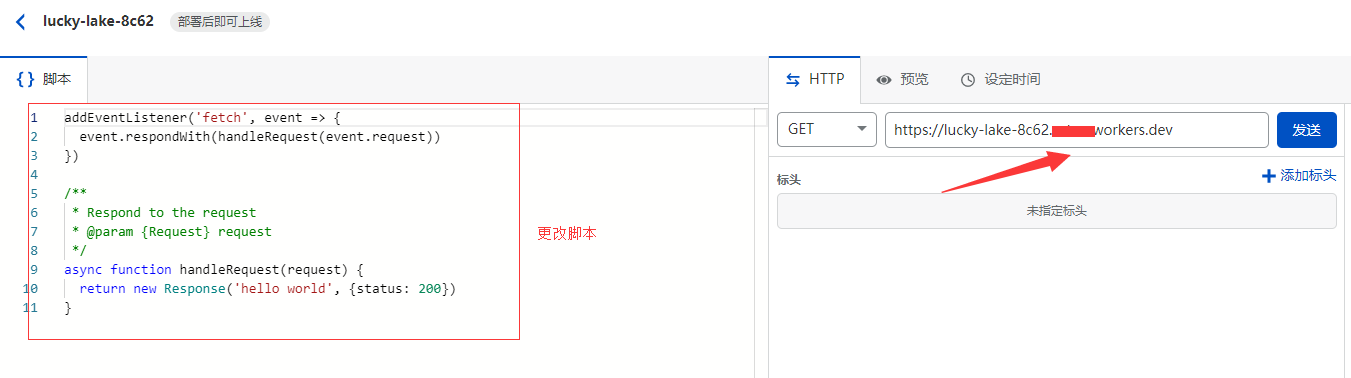 lucky-lake-8c62 部署后即可上线
{ } 脚本
HTTP 预览 设定时间
1 addEventListener('fetch', event => {
2 event.respondWith(handleRequest(event.request))
3 })
4
5 /**
6 * Respond to the request
7 * @param {Request} request
8 */
9 async function handleRequest(request) {
10 return new Response('hello world', {status: 200})
11 }
更改脚本
GET https://lucky-lake-8c62. workers.dev 发送
标头 添加标头
未指定标头